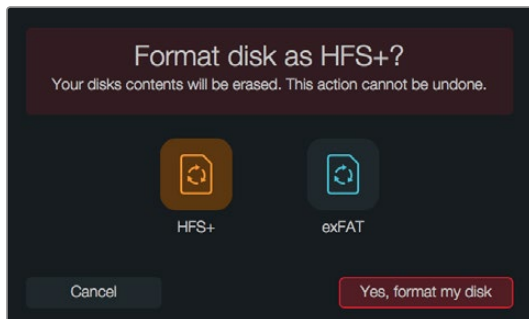 Format disk as HFS+?
Your disks contents will be erased. This action cannot be undone.
HFS+
exFAT
Cancel
Yes, format my disk